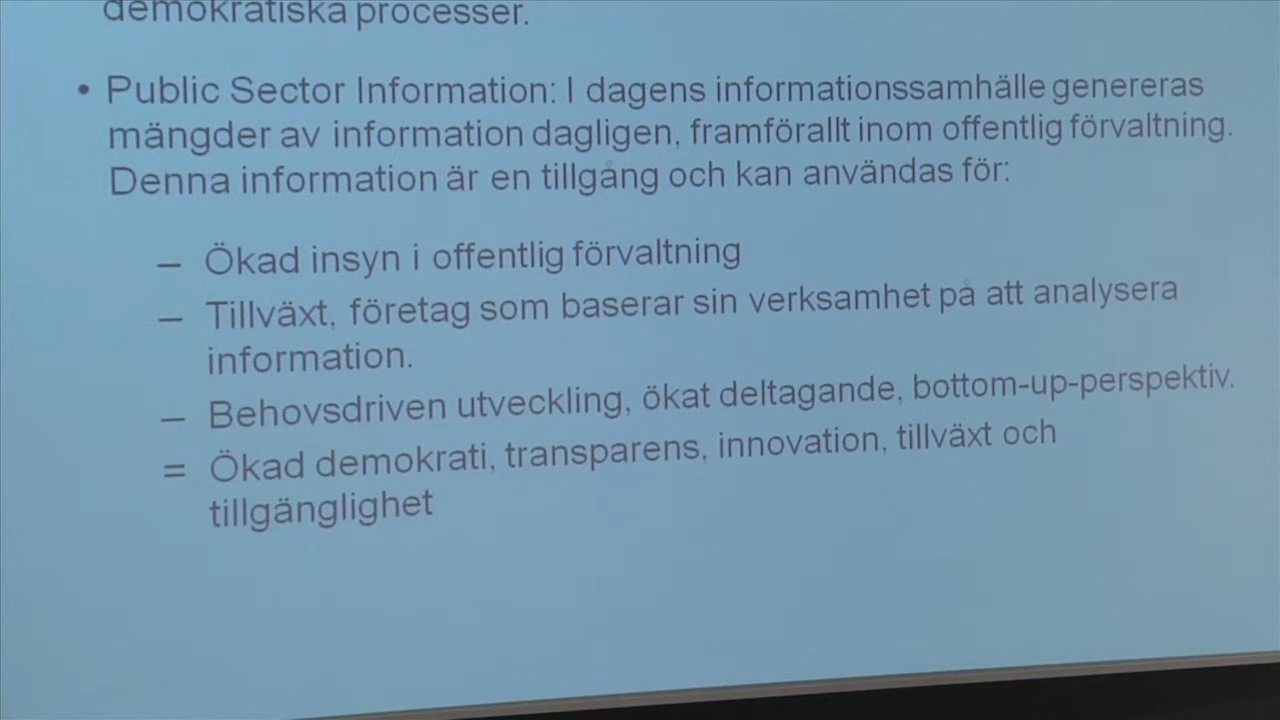 demokratiska processer.
• Public Sector Information: I dagens informationssamhälle genereras
mängder av information dagligen, framförallt inom offentlig förvaltning.
Denna information är en tillgång och kan användas för:
– Ökad insyn i offentlig förvaltning
– Tillväxt, företag som baserar sin verksamhet på att analysera
information.
– Behovsdriven utveckling, ökat deltagande, bottom-up-perspektiv.
= Ökad demokrati, transparens, innovation, tillväxt och
tillgänglighet